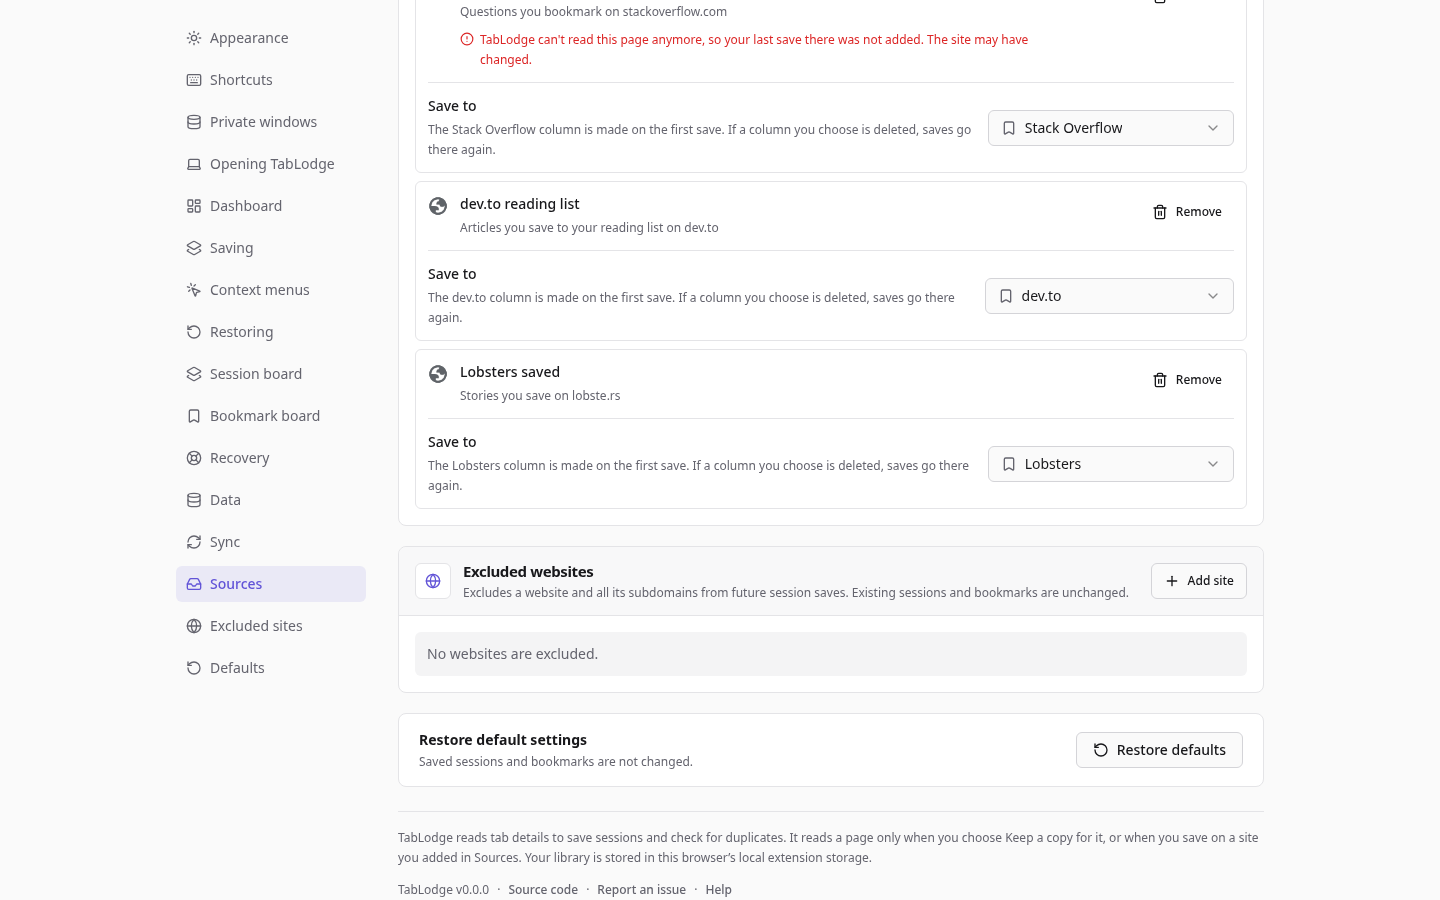 Appearance
Shortcuts
Private windows
Opening TabLodge
Dashboard
Saving
Context menus
Restoring
Session board
Bookmark board
Recovery
Data
Sync
Sources
Excluded sites
Defaults
Questions you bookmark on stackoverflow.com
TabLodge can't read this page anymore, so your last save there was not added. The site may have
changed.
Save to
The Stack Overflow column is made on the first save. If a column you choose is deleted, saves go
there again.
Stack Overflow
dev.to reading list
Articles you save to your reading list on dev.to
Remove
Save to
The dev.to column is made on the first save. If a column you choose is deleted, saves go there
again.
dev.to
Lobsters saved
Stories you save on lobste.rs
Remove
Save to
The Lobsters column is made on the first save. If a column you choose is deleted, saves go there
again.
Lobsters
Excluded websites
Excludes a website and all its subdomains from future session saves. Existing sessions and bookmarks are unchanged.
Add site
No websites are excluded.
Restore default settings
Saved sessions and bookmarks are not changed.
Restore defaults
TabLodge reads tab details to save sessions and check for duplicates. It reads a page only when you choose Keep a copy for it, or when you save on a site
you added in Sources. Your library is stored in this browser’s local extension storage.
TabLodge v0.0.0 · Source code · Report an issue · Help